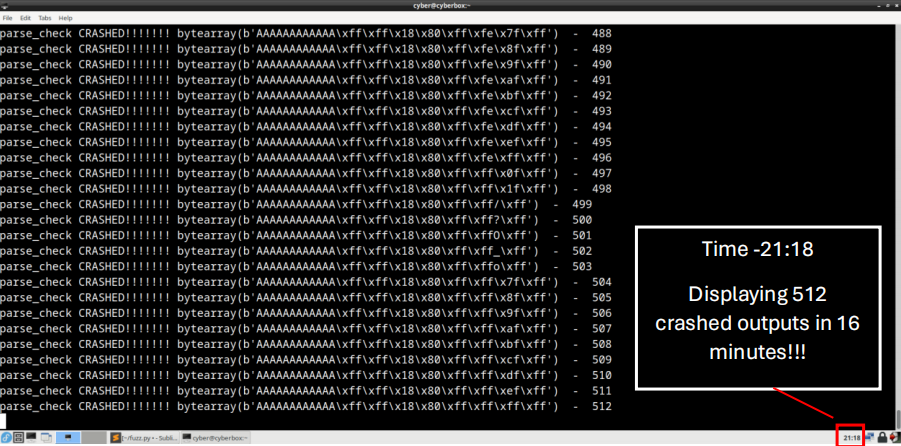 cyber@cyberbox:~
File Edit Tabs Help
parse_check CRASHED!!!!!!! bytearray(b'AAAAAAAAAAAA\xff\xff\x18\x80\xff\xfe\x7f\xff') - 488
parse_check CRASHED!!!!!!! bytearray(b'AAAAAAAAAAAA\xff\xff\x18\x80\xff\xfe\x8f\xff') - 489
parse_check CRASHED!!!!!!! bytearray(b'AAAAAAAAAAAA\xff\xff\x18\x80\xff\xfe\x9f\xff') - 490
parse_check CRASHED!!!!!!! bytearray(b'AAAAAAAAAAAA\xff\xff\x18\x80\xff\xfe\xaf\xff') - 491
parse_check CRASHED!!!!!!! bytearray(b'AAAAAAAAAAAA\xff\xff\x18\x80\xff\xfe\xbf\xff') - 492
parse_check CRASHED!!!!!!! bytearray(b'AAAAAAAAAAAA\xff\xff\x18\x80\xff\xfe\xcf\xff') - 493
parse_check CRASHED!!!!!!! bytearray(b'AAAAAAAAAAAA\xff\xff\x18\x80\xff\xfe\xdf\xff') - 494
parse_check CRASHED!!!!!!! bytearray(b'AAAAAAAAAAAA\xff\xff\x18\x80\xff\xfe\xef\xff') - 495
parse_check CRASHED!!!!!!! bytearray(b'AAAAAAAAAAAA\xff\xff\x18\x80\xff\xfe\xff\xff') - 496
parse_check CRASHED!!!!!!! bytearray(b'AAAAAAAAAAAA\xff\xff\x18\x80\xff\xff\x0f\xff') - 497
parse_check CRASHED!!!!!!! bytearray(b'AAAAAAAAAAAA\xff\xff\x18\x80\xff\xff\x1f\xff') - 498
parse_check CRASHED!!!!!!! bytearray(b'AAAAAAAAAAAA\xff\xff\x18\x80\xff\xff/\xff') - 499
parse_check CRASHED!!!!!!! bytearray(b'AAAAAAAAAAAA\xff\xff\x18\x80\xff\xff?\xff') - 500
parse_check CRASHED!!!!!!! bytearray(b'AAAAAAAAAAAA\xff\xff\x18\x80\xff\xffO\xff') - 501
parse_check CRASHED!!!!!!! bytearray(b'AAAAAAAAAAAA\xff\xff\x18\x80\xff\xff_\xff') - 502
parse_check CRASHED!!!!!!! bytearray(b'AAAAAAAAAAAA\xff\xff\x18\x80\xff\xffo\xff') - 503
parse_check CRASHED!!!!!!! bytearray(b'AAAAAAAAAAAA\xff\xff\x18\x80\xff\xff\x7f\xff') - 504
parse_check CRASHED!!!!!!! bytearray(b'AAAAAAAAAAAA\xff\xff\x18\x80\xff\xff\x8f\xff') - 505
parse_check CRASHED!!!!!!! bytearray(b'AAAAAAAAAAAA\xff\xff\x18\x80\xff\xff\x9f\xff') - 506
parse_check CRASHED!!!!!!! bytearray(b'AAAAAAAAAAAA\xff\xff\x18\x80\xff\xff\xaf\xff') - 507
parse_check CRASHED!!!!!!! bytearray(b'AAAAAAAAAAAA\xff\xff\x18\x80\xff\xff\xbf\xff') - 508
parse_check CRASHED!!!!!!! bytearray(b'AAAAAAAAAAAA\xff\xff\x18\x80\xff\xff\xcf\xff') - 509
parse_check CRASHED!!!!!!! bytearray(b'AAAAAAAAAAAA\xff\xff\x18\x80\xff\xff\xdf\xff') - 510
parse_check CRASHED!!!!!!! bytearray(b'AAAAAAAAAAAA\xff\xff\x18\x80\xff\xff\xef\xff') - 511
parse_check CRASHED!!!!!!! bytearray(b'AAAAAAAAAAAA\xff\xff\x18\x80\xff\xff\xff\xff') - 512
Time -21:18
Displaying 512
crashed outputs in 16
minutes!!!
[~/fuzz.py • - Subli... cyber@cyberbox:~ 21:18